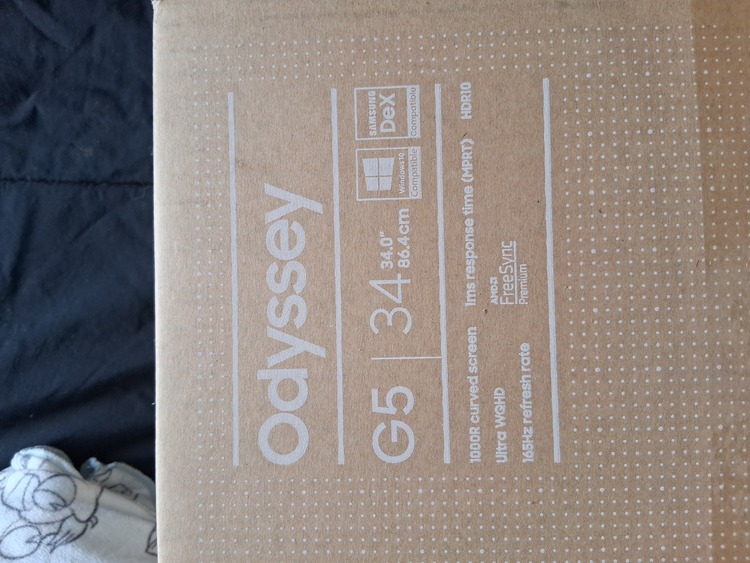 Odyssey
G5 | 34 34.0"
86.4cm
Windows 10
Compatible
SAMSUNG
DeX
Compatible
1000R curved screen
Ultra WQHD
165Hz refresh rate
1ms response time (MPRT)
AMD
FreeSync
Premium
HDR10